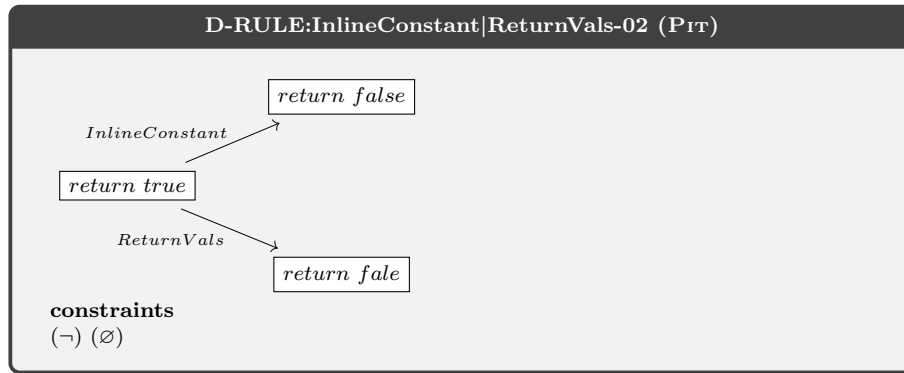 D-RULE:InlineConstant|ReturnVals-02 (PIT)
return false
InlineConstant
return true
ReturnVals
return fale
constraints
(¬) (∅)